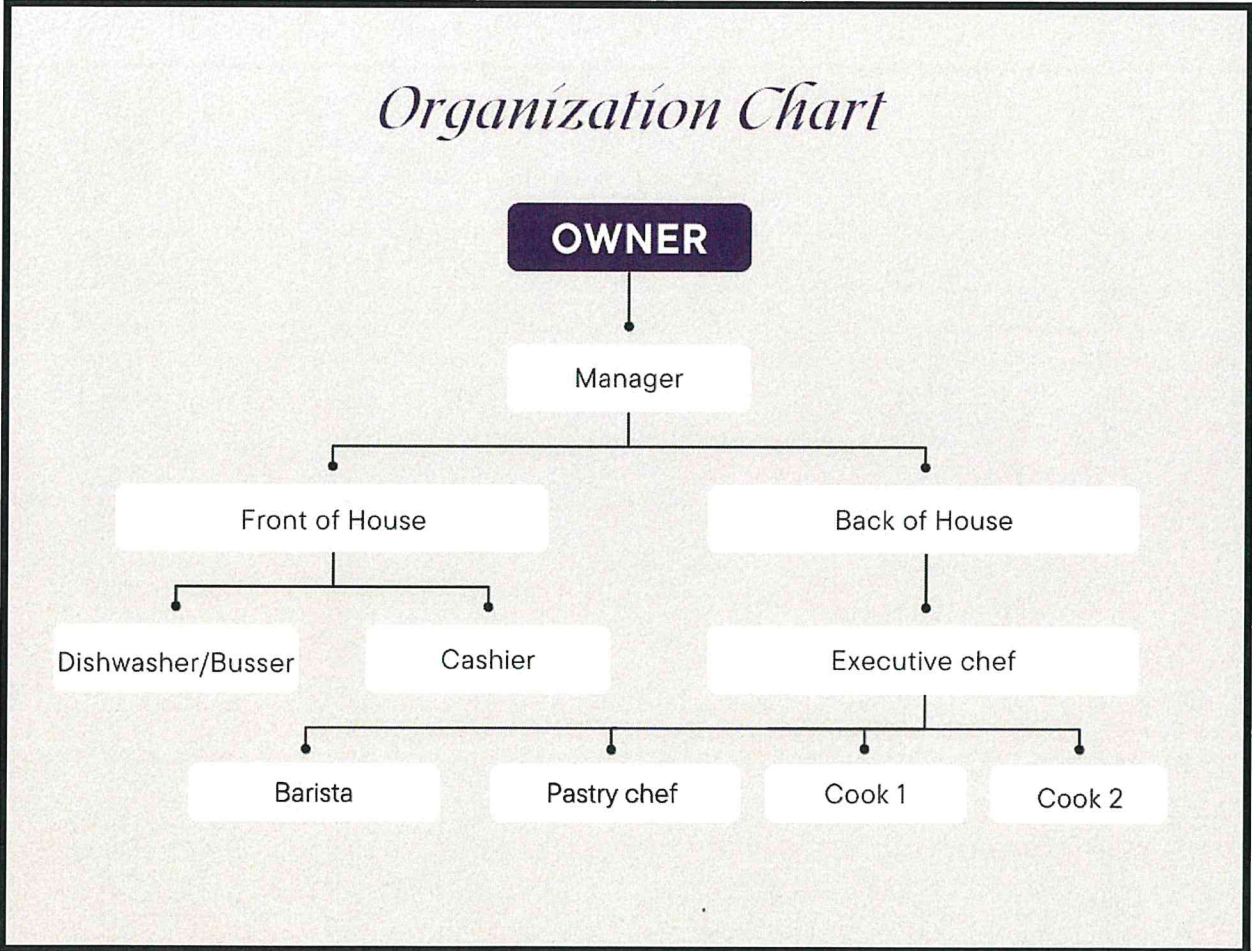 Organization Chart
OWNER
Manager
Front of House
Back of House
Dishwasher/Busser
Cashier
Executive chef
Barista
Pastry chef
Cook 1
Cook 2